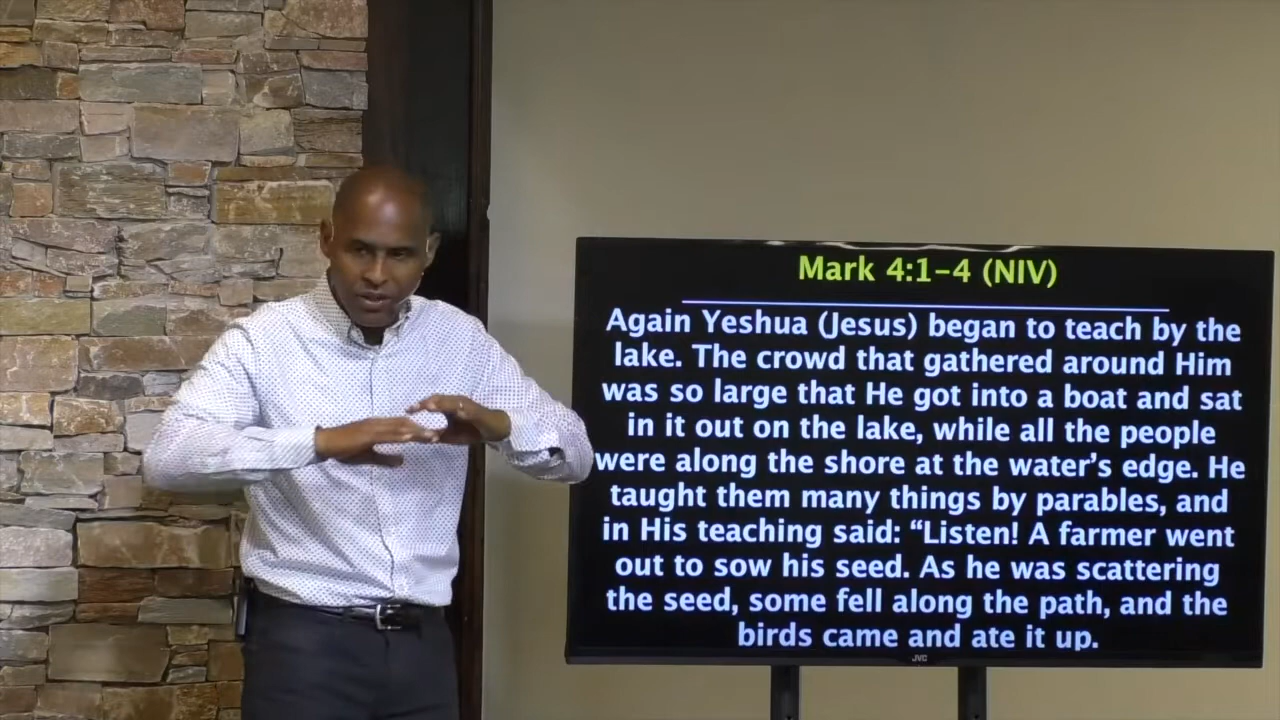 Mark 4:1-4 (NIV)
Again Yeshua (Jesus) began to teach by the
lake. The crowd that gathered around Him
was so large that He got into a boat and sat
in it out on the lake, while all the people
were along the shore at the water’s edge. He
taught them many things by parables, and
in His teaching said: “Listen! A farmer went
out to sow his seed. As he was scattering
the seed, some fell along the path, and the
birds came and ate it up.
JVC